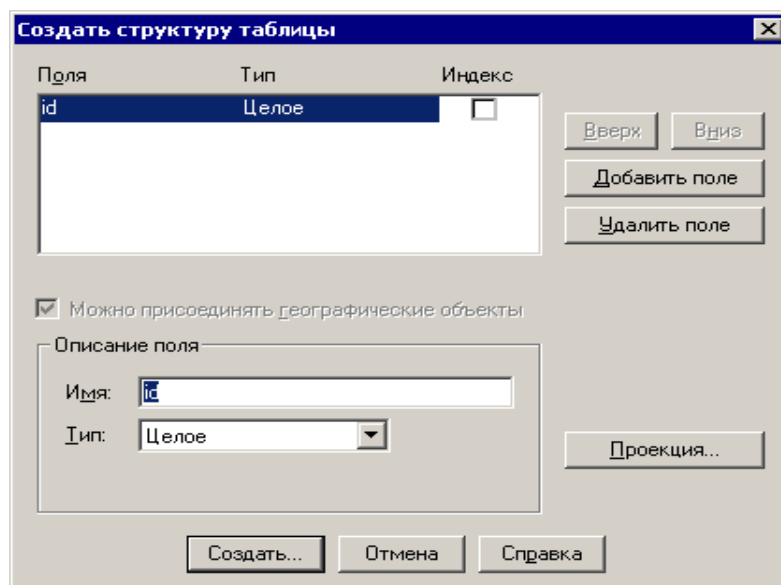 Создать структуру таблицы
Поля Тип Индекс
id Целое
Вверх Вниз
Добавить поле
Удалить поле
Можно присоединять географические объекты
Описание поля
Имя: id
Тип: Целое
Проекция...
Создать... Отмена Справка